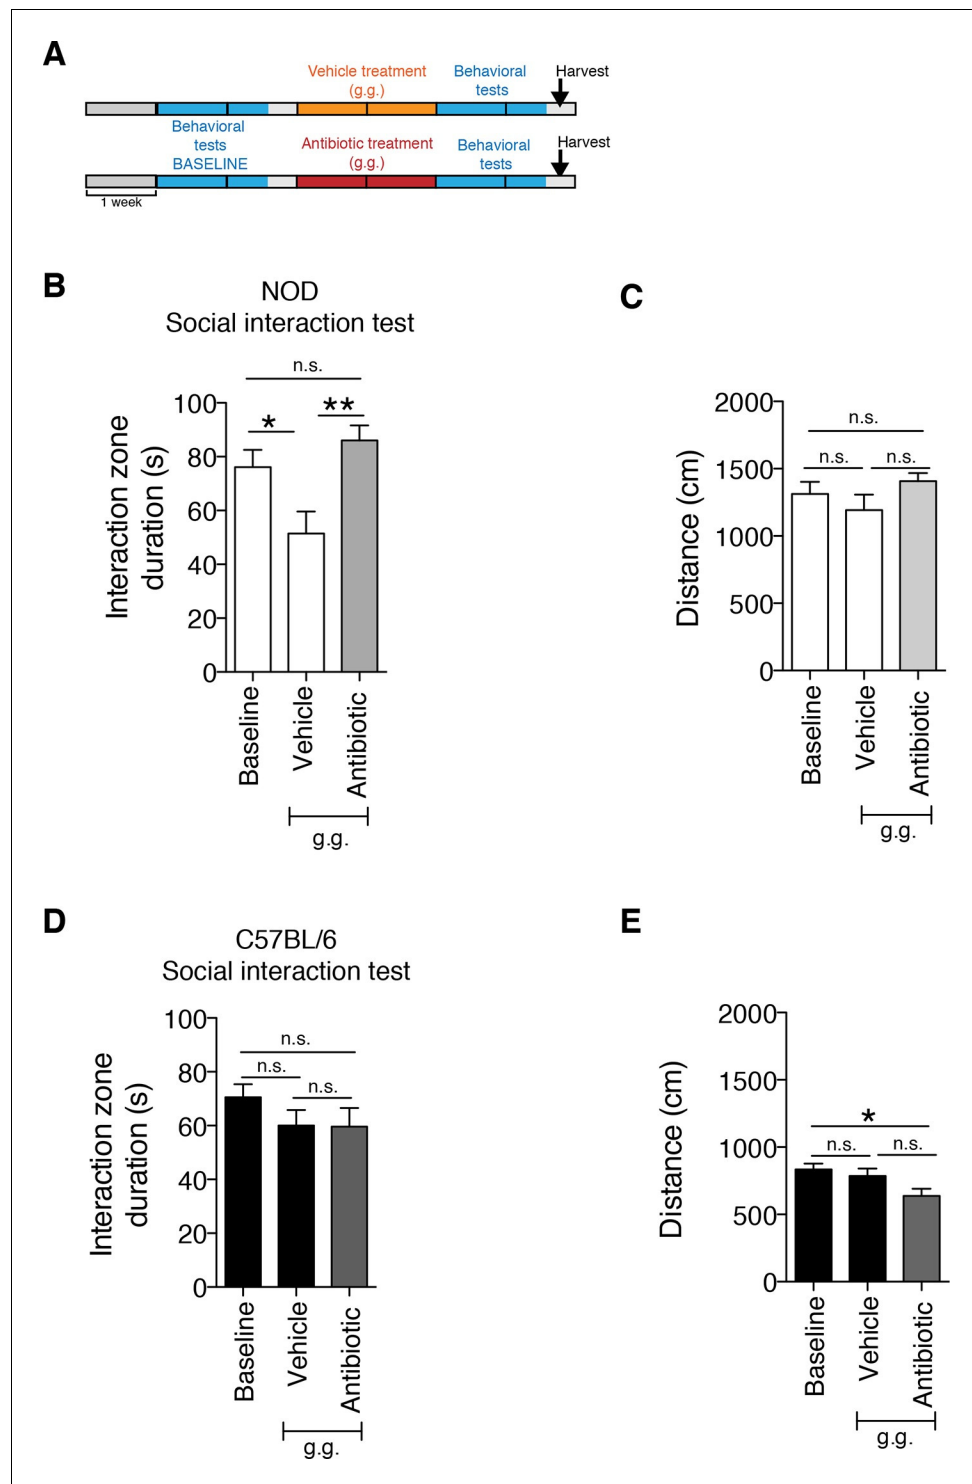 A
Vehicle treatment
(g.g.)
Behavioral
tests
Harvest
Behavioral
tests
BASELINE
Antibiotic treatment
(g.g.)
Behavioral
tests
Harvest
1 week
B
NOD
Social interaction test
n.s.
*
**
100
80
60
40
20
0
Interaction zone
duration (s)
Baseline
Vehicle
Antibiotic
g.g.
C
n.s.
n.s.
n.s.
2000
1500
1000
500
0
Distance (cm)
Baseline
Vehicle
Antibiotic
g.g.
D
C57BL/6
Social interaction test
n.s.
n.s.
n.s.
100
80
60
40
20
0
Interaction zone
duration (s)
Baseline
Vehicle
Antibiotic
g.g.
E
*
n.s.
n.s.
2000
1500
1000
500
0
Distance (cm)
Baseline
Vehicle
Antibiotic
g.g.